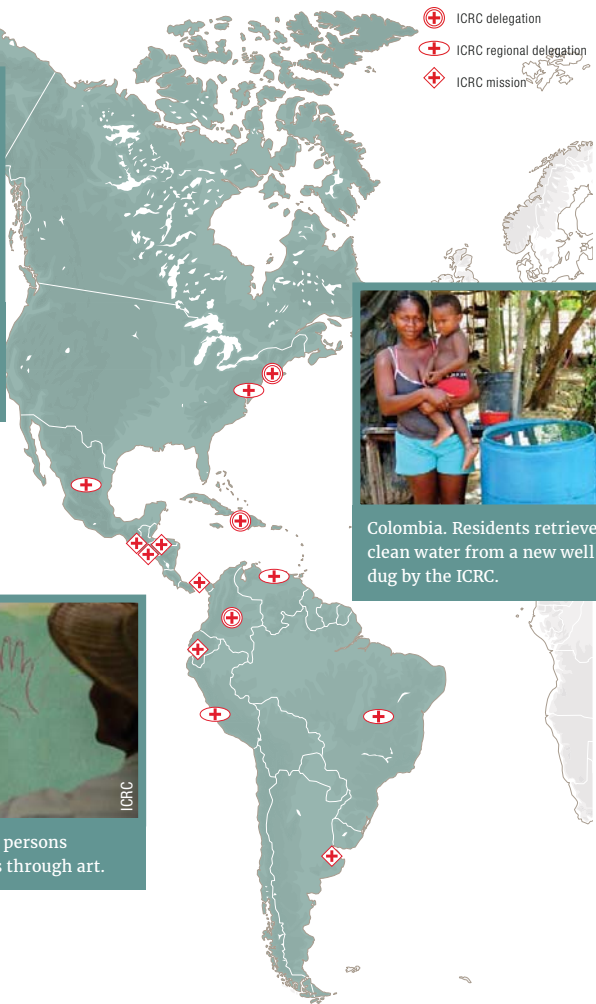 ICRC delegation
ICRC regional delegation
ICRC mission
Colombia. Residents retrieve
clean water from a new well
dug by the ICRC.
ICRC
persons
through art.